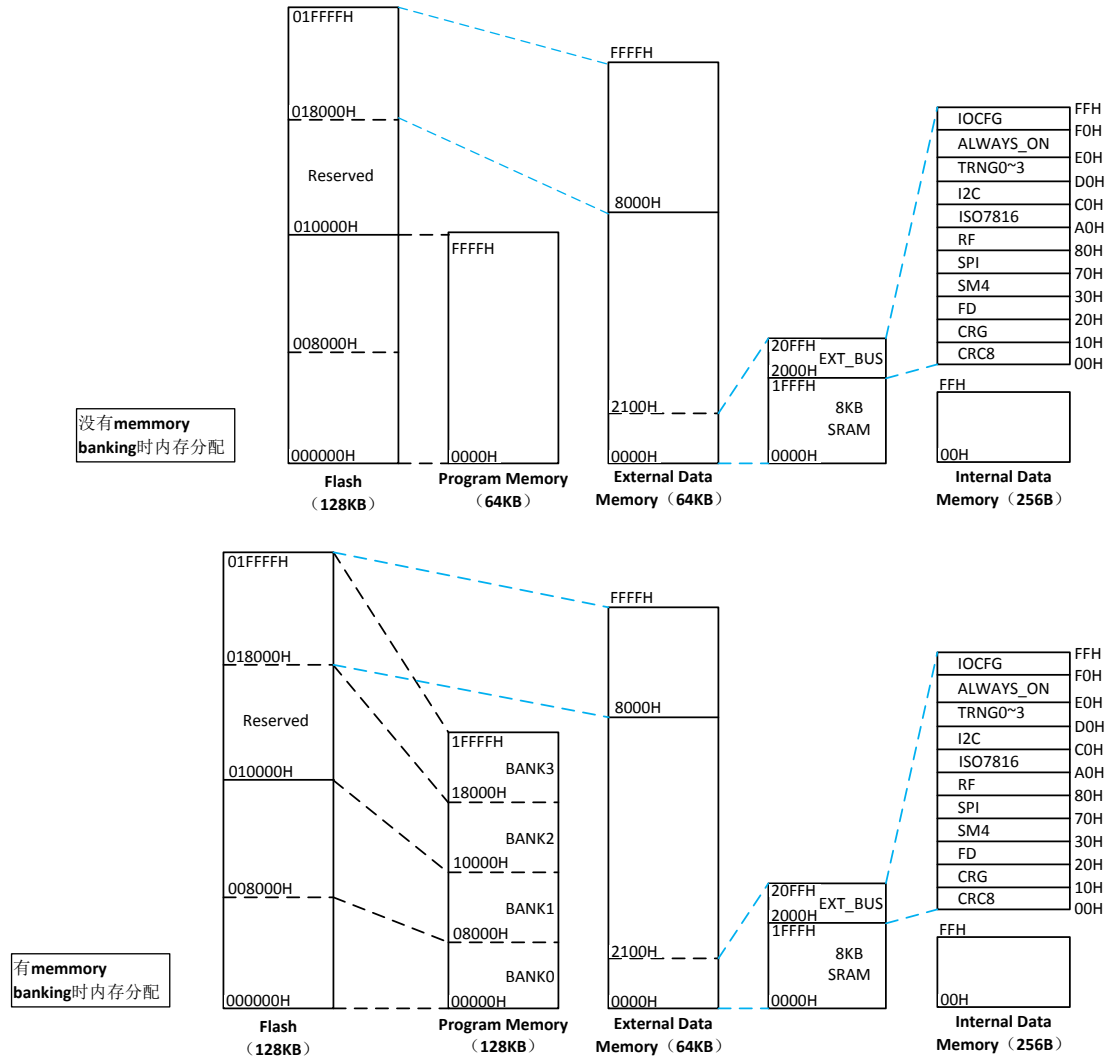 01FFFFH
018000H
Reserved
010000H
008000H
000000H
Flash
（128KB）
FFFFH
0000H
Program Memory
（64KB）
FFFFH
8000H
2100H
0000H
External Data
Memory（64KB）
20FFH
EXT_BUS
2000H
1FFFH
8KB
SRAM
0000H
IOCFG
ALWAYS_ON
TRNG0~3
I2C
ISO7816
RF
SPI
SM4
FD
CRG
CRC8
FFH
F0H
E0H
D0H
C0H
A0H
80H
70H
30H
20H
10H
00H
FFH
00H
Internal Data
Memory（256B）
没有memmory
banking时内存分配
01FFFFH
018000H
Reserved
010000H
008000H
000000H
Flash
（128KB）
1FFFFH
BANK3
18000H
BANK2
10000H
BANK1
08000H
BANK0
00000H
Program Memory
（128KB）
FFFFH
8000H
2100H
0000H
External Data
Memory（64KB）
20FFH
EXT_BUS
2000H
1FFFH
8KB
SRAM
0000H
IOCFG
ALWAYS_ON
TRNG0~3
I2C
ISO7816
RF
SPI
SM4
FD
CRG
CRC8
FFH
F0H
E0H
D0H
C0H
A0H
80H
70H
30H
20H
10H
00H
FFH
00H
Internal Data
Memory（256B）
有memmory
banking时内存分配